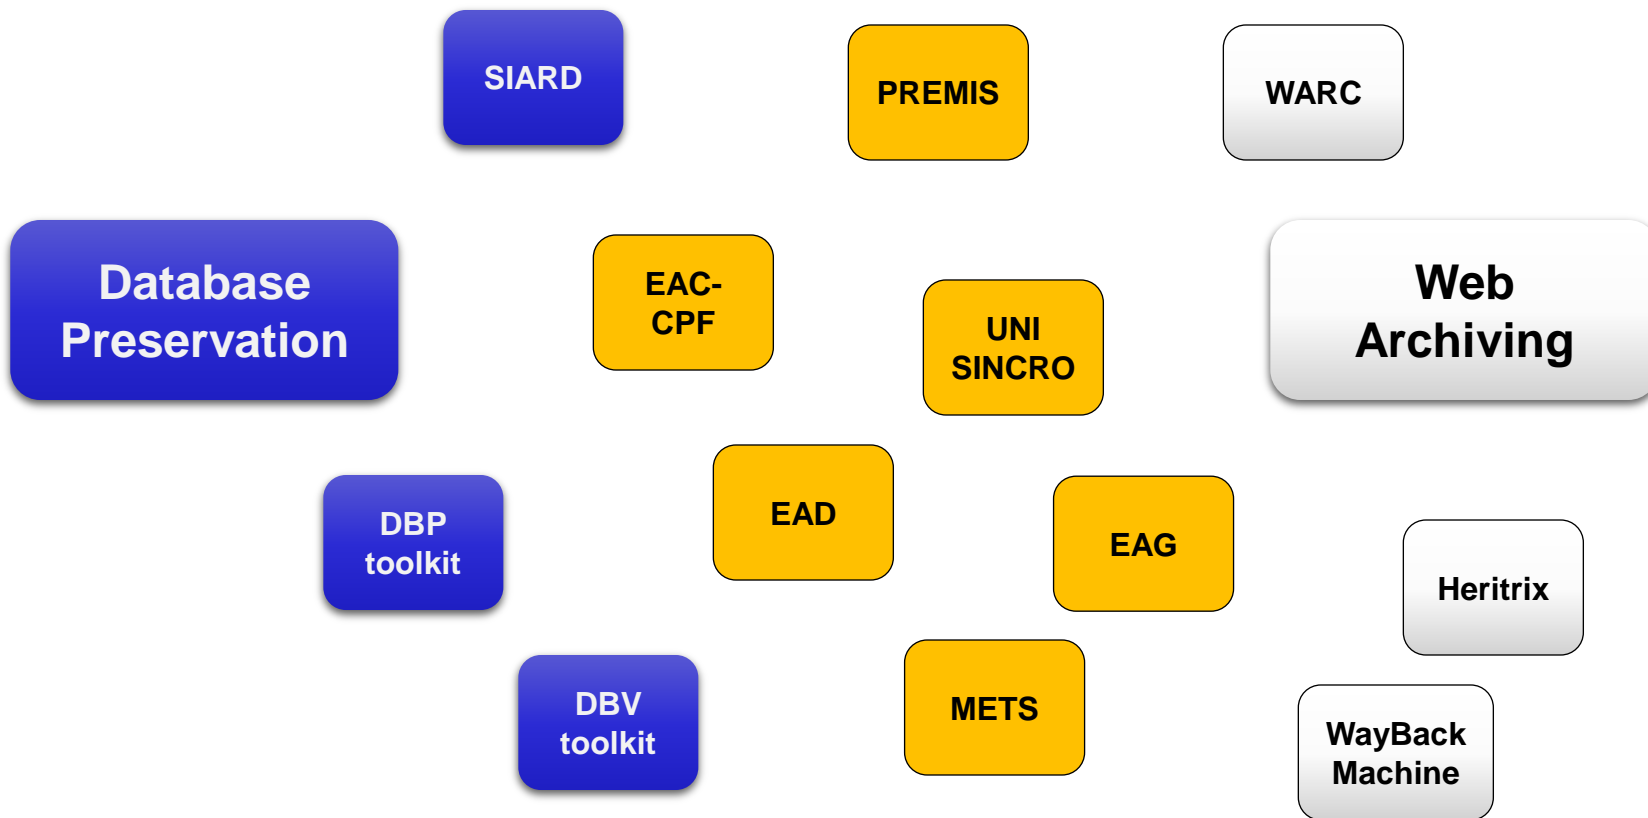 SIARD
PREMIS
WARC
Database
Preservation
EAC-
CPF
UNI
SINCRO
Web
Archiving
DBP
toolkit
EAD
EAG
Heritrix
DBV
toolkit
METS
WayBack
Machine